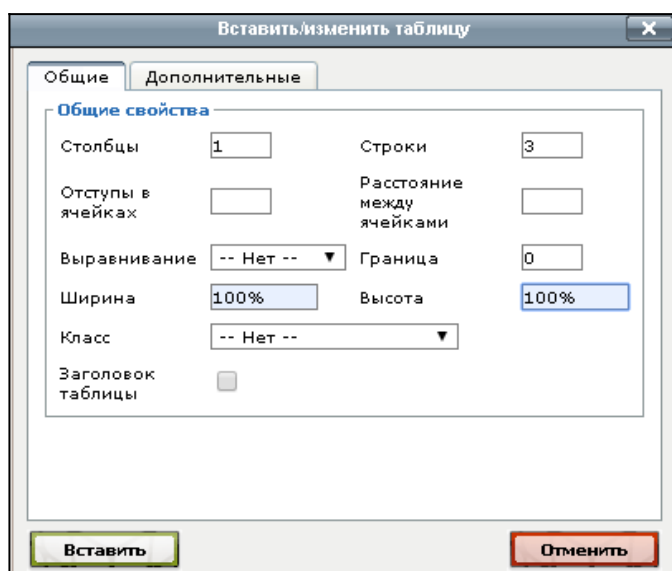 Вставить/изменить таблицу
Общие Дополнительные
Общие свойства
Столбцы 1 Строки 3
Отступы в
ячейках
Расстояние
между
ячейками
Выравнивание -- Нет -- Граница 0
Ширина 100% Высота 100%
Класс -- Нет --
Заголовок
таблицы
Вставить Отменить